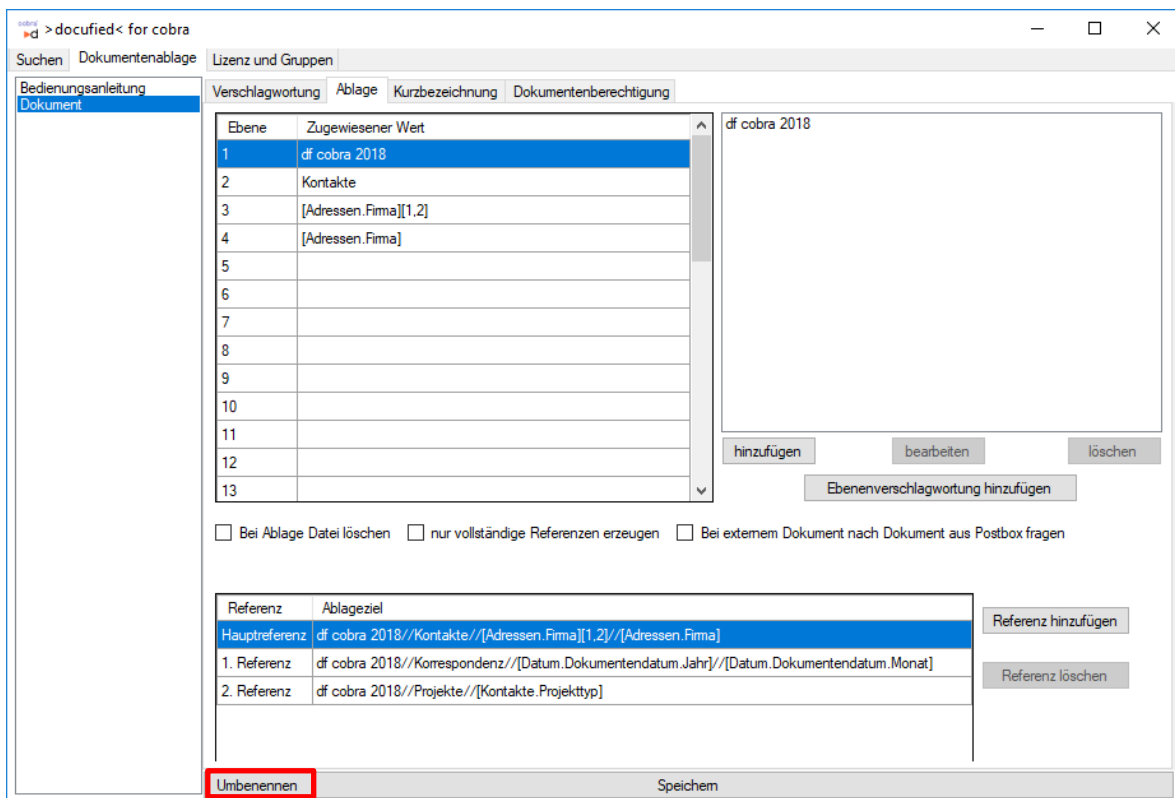 cobra
d >docufied< for cobra
Suchen Dokumentenablage Lizenz und Gruppen
Bedienungsanleitung
Dokument
Verschlagwortung Ablage Kurzbezeichnung Dokumentenberechtigung
Ebene Zugewiesener Wert
1 df cobra 2018
2 Kontakte
3 [Adressen.Firma][1,2]
4 [Adressen.Firma]
5
6
7
8
9
10
11
12
13
df cobra 2018
hinzufügen bearbeiten löschen
Ebenenverschlagwortung hinzufügen
Bei Ablage Datei löschen nur vollständige Referenzen erzeugen Bei externem Dokument nach Dokument aus Postbox fragen
Referenz Ablageziel
Hauptreferenz df cobra 2018//Kontakte//[Adressen.Firma][1,2]//[Adressen.Firma]
1. Referenz df cobra 2018//Korrespondenz//[Datum.Dokumentendatum.Jahr]//[Datum.Dokumentendatum.Monat]
2. Referenz df cobra 2018//Projekte//[Kontakte.Projekttyp]
Referenz hinzufügen
Referenz löschen
Umbenennen Speichern